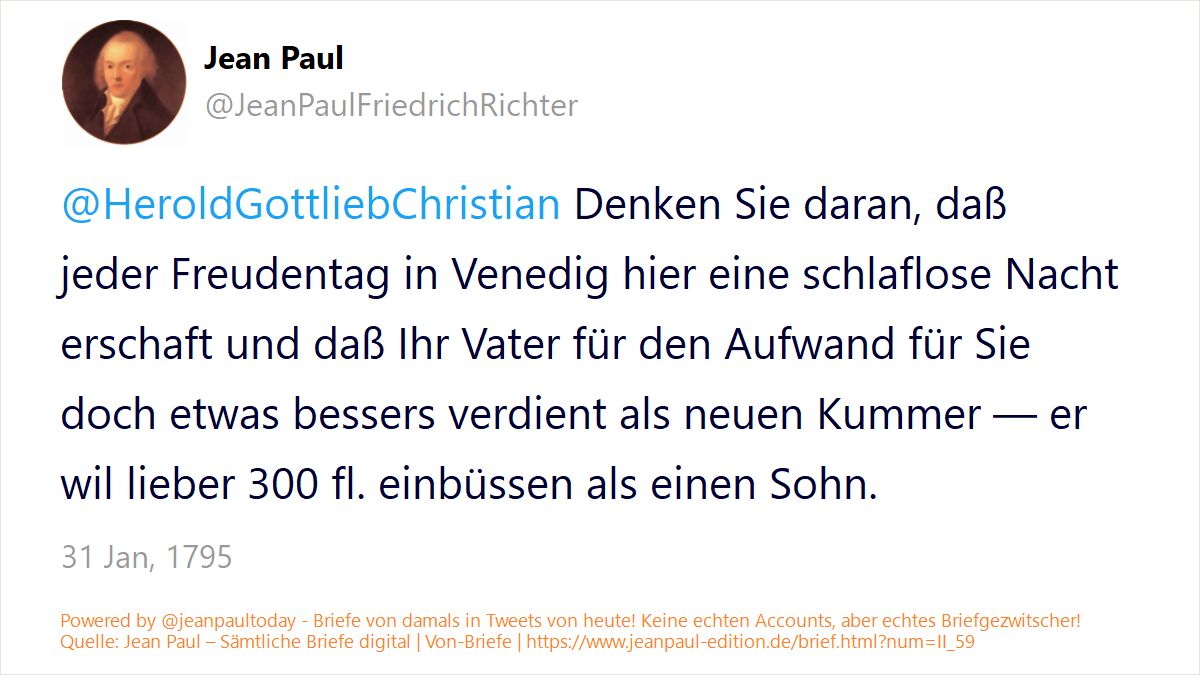 Jean Paul
@JeanPaulFriedrichRichter
@HeroldGottliebChristian Denken Sie daran, daß
jeder Freudentag in Venedig hier eine schlaflose Nacht
erschaft und daß Ihr Vater für den Aufwand für Sie
doch etwas bessers verdient als neuen Kummer — er
wil lieber 300 fl. einbüssen als einen Sohn.
31 Jan, 1795
Powered by @jeanpaultoday - Briefe von damals in Tweets von heute! Keine echten Accounts, aber echtes Briefgezwitscher!
Quelle: Jean Paul – Sämtliche Briefe digital | Von-Briefe | https://www.jeanpaul-edition.de/brief.html?num=II_59